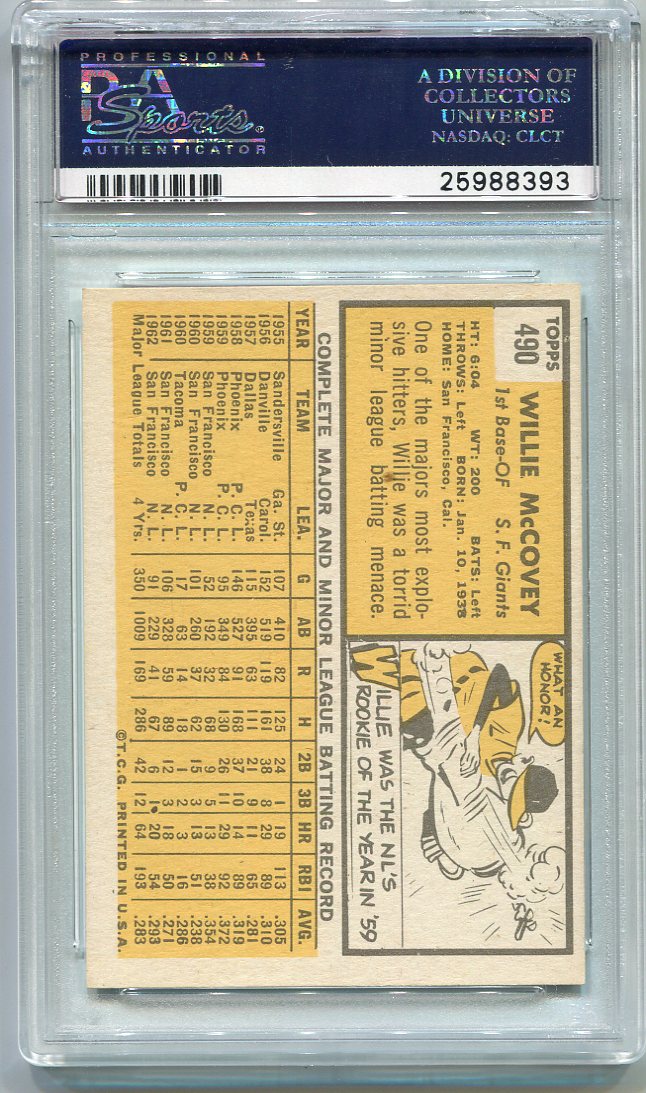 PROFESSIONAL
PSA
Sports®
AUTHENTICATOR
A DIVISION OF
COLLECTORS
UNIVERSE
NASDAQ: CLCT
25988393
TOPPS
490
WILLIE McCOVEY
1st Base-OF S. F. Giants
HT: 6:04 WT: 200 BATS: Left
THROWS: Left BORN: Jan. 10, 1938
HOME: San Francisco, Cal.
One of the majors most explo-
sive hitters, Willie was a torrid
minor league batting menace.
WHAT AN
HONOR!
WILLIE WAS THE NL'S
ROOKIE OF THE YEAR IN '59
COMPLETE MAJOR AND MINOR LEAGUE BATTING RECORD
YEAR TEAM LEA. G AB R H 2B 3B HR RBI AVG.
1955 Sandersville Ga. St. 107 410 82 125 24 1 19 113 .305
1956 Danville Carol. 152 519 119 161 38 8 29 89 .310
1957 Dallas Texas 115 395 63 111 21 9 11 65 .281
1958 Phoenix P. C. L. 146 527 91 168 37 10 14 89 .319
1959 Phoenix P. C. L. 95 349 84 130 26 11 29 92 .372
1959 San Francisco N. L. 52 192 32 68 9 5 13 38 .354
1960 San Francisco N. L. 101 260 37 62 15 3 13 51 .238
1960 Tacoma P. C. L. 17 63 14 18 1 2 3 16 .286
1961 San Francisco N. L. 106 328 59 89 12 3 18 50 .271
1962 San Francisco N. L. 91 229 41 67 6 1 20 54 .293
Major League Totals 4 Yrs. 350 1009 169 286 42 12 64 193 .283
©T.C.G. PRINTED IN U.S.A.